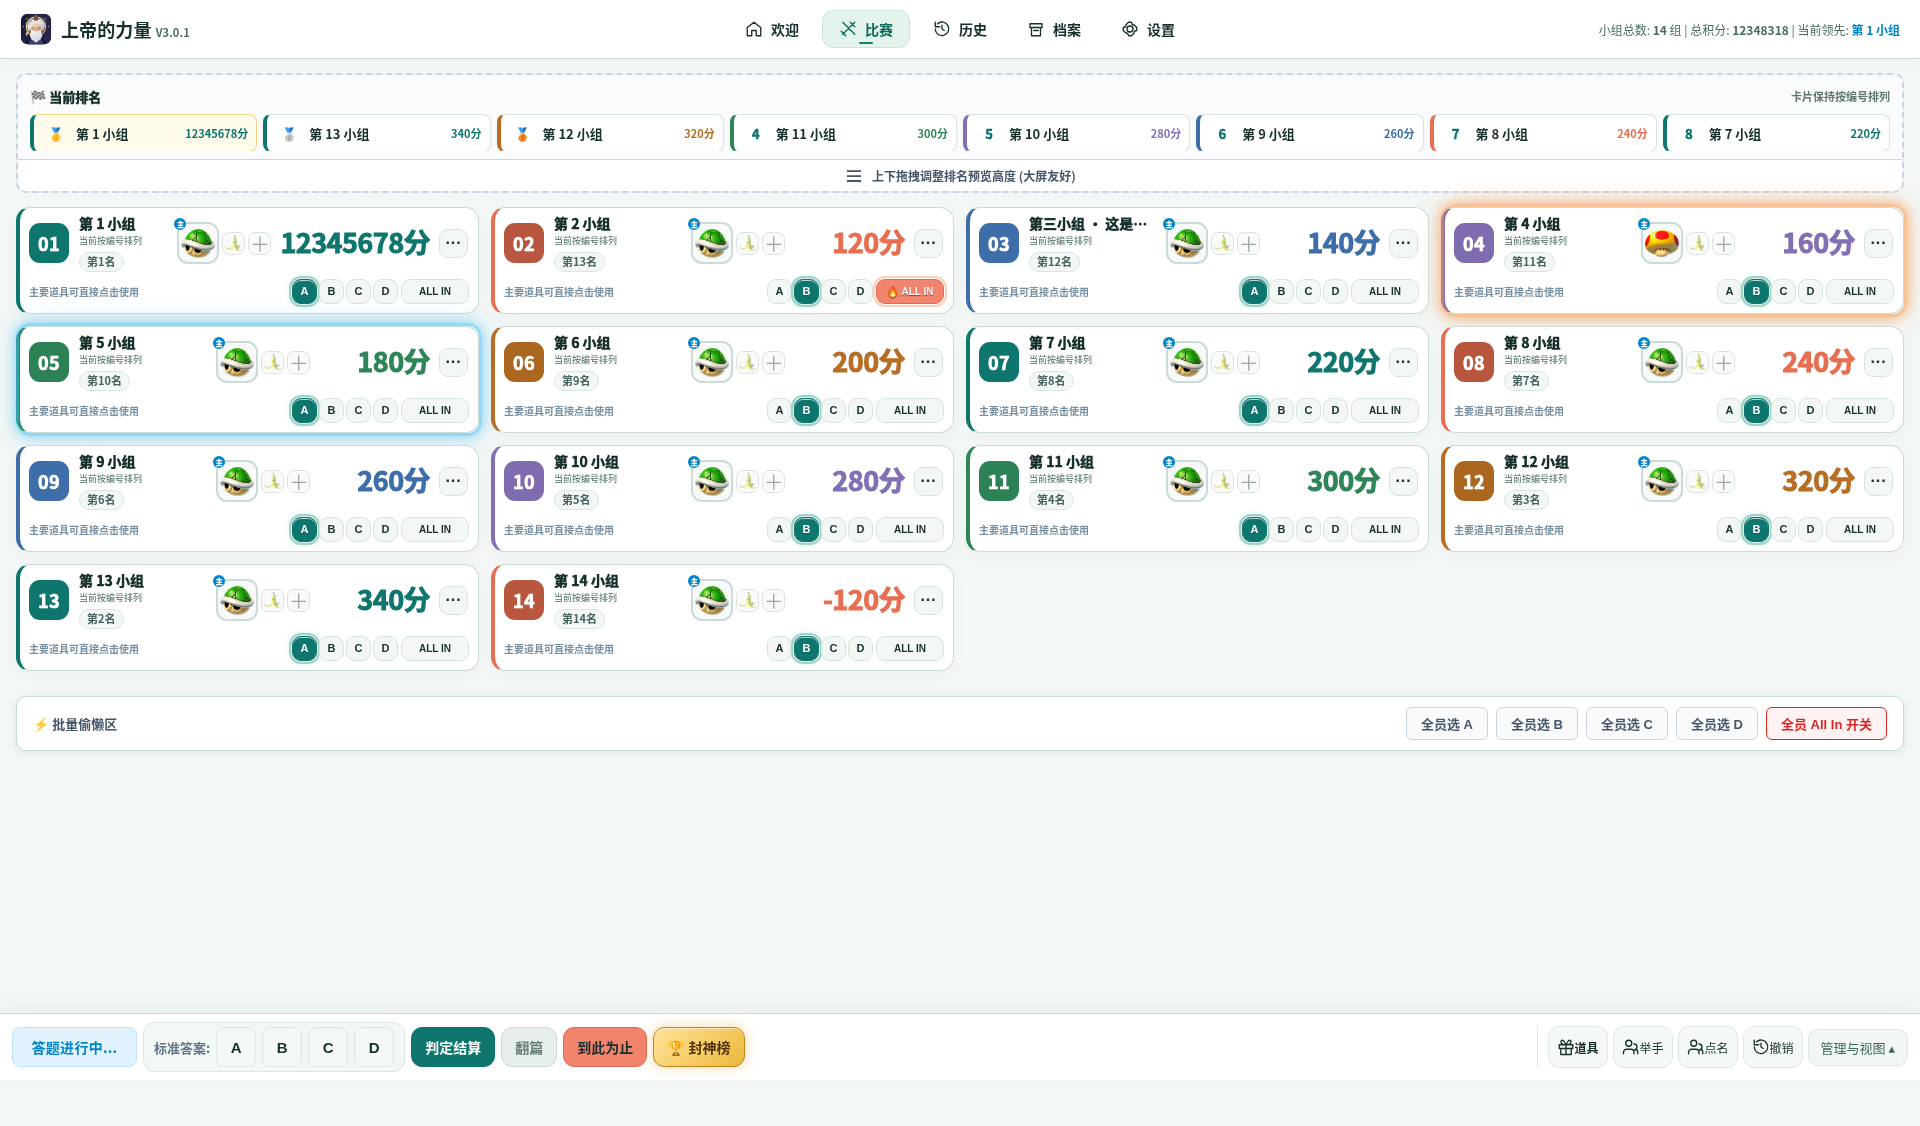 上帝的力量 V3.0.1
欢迎 比赛 历史 档案 设置
小组总数: 14 组 | 总积分: 12348318 | 当前领先: 第 1 小组
🏁 当前排名
卡片保持按编号排列
🥇 第 1 小组 12345678分
🥈 第 13 小组 340分
🥉 第 12 小组 320分
4 第 11 小组 300分
5 第 10 小组 280分
6 第 9 小组 260分
7 第 8 小组 240分
8 第 7 小组 220分
上下拖拽调整排名预览高度 (大屏友好)
01 第 1 小组
当前按编号排列
第1名
主 12345678分 ···
主要道具可直接点击使用 A B C D ALL IN
02 第 2 小组
当前按编号排列
第13名
主 120分 ···
主要道具可直接点击使用 A B C D 🔥 ALL IN
03 第三小组 · 这是···
当前按编号排列
第12名
主 140分 ···
主要道具可直接点击使用 A B C D ALL IN
04 第 4 小组
当前按编号排列
第11名
主 160分 ···
主要道具可直接点击使用 A B C D ALL IN
05 第 5 小组
当前按编号排列
第10名
主 180分 ···
主要道具可直接点击使用 A B C D ALL IN
06 第 6 小组
当前按编号排列
第9名
主 200分 ···
主要道具可直接点击使用 A B C D ALL IN
07 第 7 小组
当前按编号排列
第8名
主 220分 ···
主要道具可直接点击使用 A B C D ALL IN
08 第 8 小组
当前按编号排列
第7名
主 240分 ···
主要道具可直接点击使用 A B C D ALL IN
09 第 9 小组
当前按编号排列
第6名
主 260分 ···
主要道具可直接点击使用 A B C D ALL IN
10 第 10 小组
当前按编号排列
第5名
主 280分 ···
主要道具可直接点击使用 A B C D ALL IN
11 第 11 小组
当前按编号排列
第4名
主 300分 ···
主要道具可直接点击使用 A B C D ALL IN
12 第 12 小组
当前按编号排列
第3名
主 320分 ···
主要道具可直接点击使用 A B C D ALL IN
13 第 13 小组
当前按编号排列
第2名
主 340分 ···
主要道具可直接点击使用 A B C D ALL IN
14 第 14 小组
当前按编号排列
第14名
主 -120分 ···
主要道具可直接点击使用 A B C D ALL IN
⚡ 批量偷懒区
全员选 A 全员选 B 全员选 C 全员选 D 全员 All In 开关
答题进行中... 标准答案: A B C D 判定结算 翻篇 到此为止 🏆 封神榜
道具 举手 点名 撤销 管理与视图 ▴